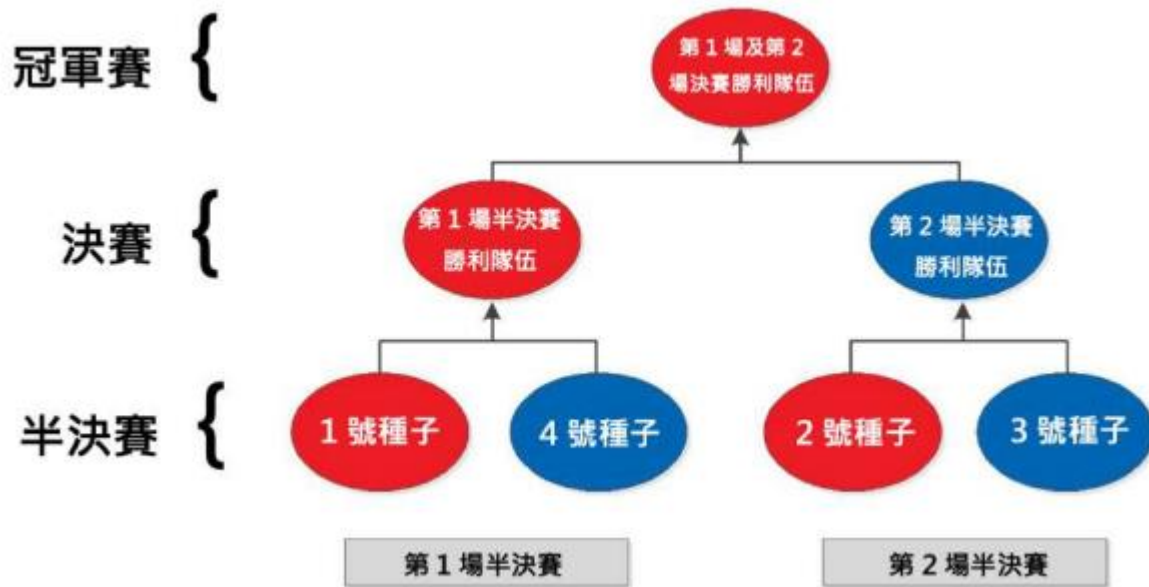 冠軍賽 {
第 1 場及第 2
場決賽勝利隊伍
決賽 {
第 1 場半決賽
勝利隊伍
第 2 場半決賽
勝利隊伍
半決賽 {
1 號種子
4 號種子
2 號種子
3 號種子
第 1 場半決賽
第 2 場半決賽